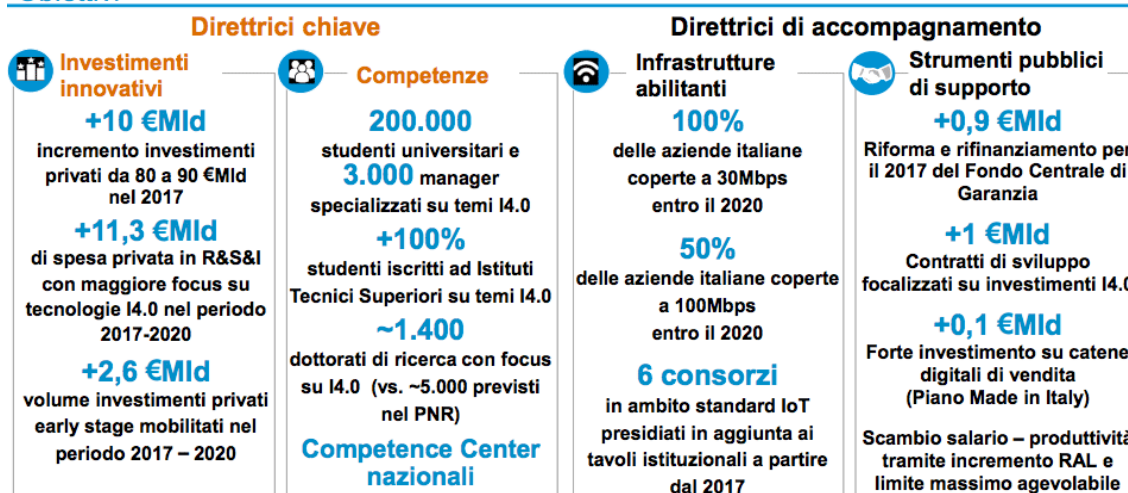 Direttrici chiave
Direttrici di accompagnamento
Investimenti
innovativi
+10 €Mld
incremento investimenti
privati da 80 a 90 €Mld
nel 2017
+11,3 €Mld
di spesa privata in R&S&I
con maggiore focus su
tecnologie I4.0 nel periodo
2017-2020
+2,6 €Mld
volume investimenti privati
early stage mobilitati nel
periodo 2017 – 2020
Competenze
200.000
studenti universitari e
3.000 manager
specializzati su temi I4.0
+100%
studenti iscritti ad Istituti
Tecnici Superiori su temi I4.0
~1.400
dottorati di ricerca con focus
su I4.0 (vs. ~5.000 previsti
nel PNR)
Competence Center
nazionali
Infrastrutture
abilitanti
100%
delle aziende italiane
coperte a 30Mbps
entro il 2020
50%
delle aziende italiane coperte
a 100Mbps
entro il 2020
6 consorzi
in ambito standard IoT
presidiati in aggiunta ai
tavoli istituzionali a partire
dal 2017
Strumenti pubblici
di supporto
+0,9 €Mld
Riforma e rifinanziamento per
il 2017 del Fondo Centrale di
Garanzia
+1 €Mld
Contratti di sviluppo
focalizzati su investimenti I4.0
+0,1 €Mld
Forte investimento su catene
digitali di vendita
(Piano Made in Italy)
Scambio salario – produttività
tramite incremento RAL e
limite massimo agevolabile